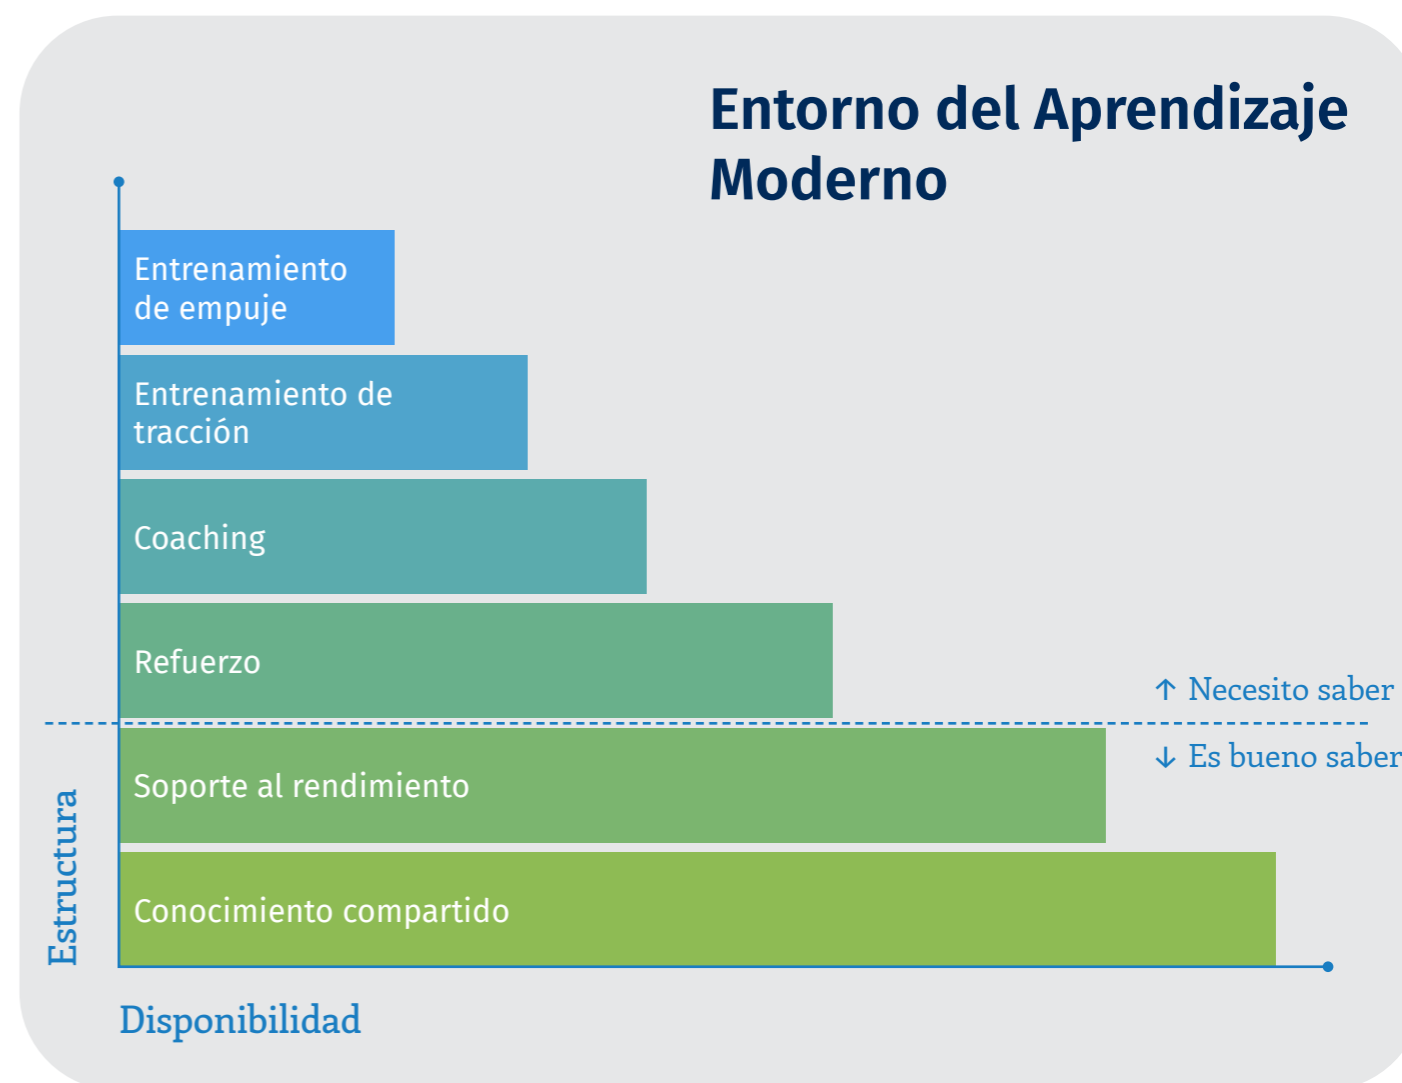 Entorno del Aprendizaje
Moderno
Entrenamiento
de empuje
Entrenamiento de
tracción
Coaching
Refuerzo
↑ Necesito saber
↓ Es bueno saber
Soporte al rendimiento
Conocimiento compartido
Estructura
Disponibilidad